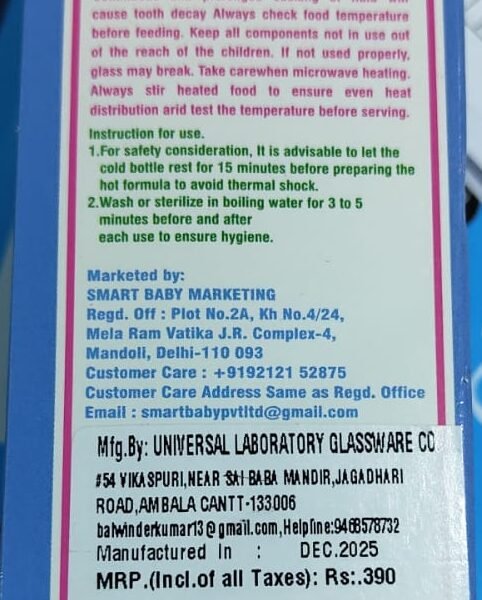 cause tooth decay Always check food temperature
before feeding. Keep all components not in use out
of the reach of the children. If not used properly,
glass may break. Take carewhen microwave heating.
Always stir heated food to ensure even heat
distribution arid test the temperature before serving.
Instruction for use.
1.For safety consideration, It is advisable to let the
cold bottle rest for 15 minutes before preparing the
hot formula to avoid thermal shock.
2.Wash or sterilize in boiling water for 3 to 5
minutes before and after
each use to ensure hygiene.
Marketed by:
SMART BABY MARKETING
Regd. Off : Plot No.2A, Kh No.4/24,
Mela Ram Vatika J.R. Complex-4,
Mandoli, Delhi-110 093
Customer Care : +9192121 52875
Customer Care Address Same as Regd. Office
Email : smartbabypvtltd@gmail.com
Mfg.By: UNIVERSAL LABORATORY GLASSWARE CO
#54 VIKASPURI,NEAR SAI BABA MANDIR,JAGADHARI
ROAD,AMBALA CANTT-133006
balwinderkumar13@gmail.com,Helpline:9468578732
Manufactured In : DEC.2025
MRP.(Incl.of all Taxes): Rs:.390